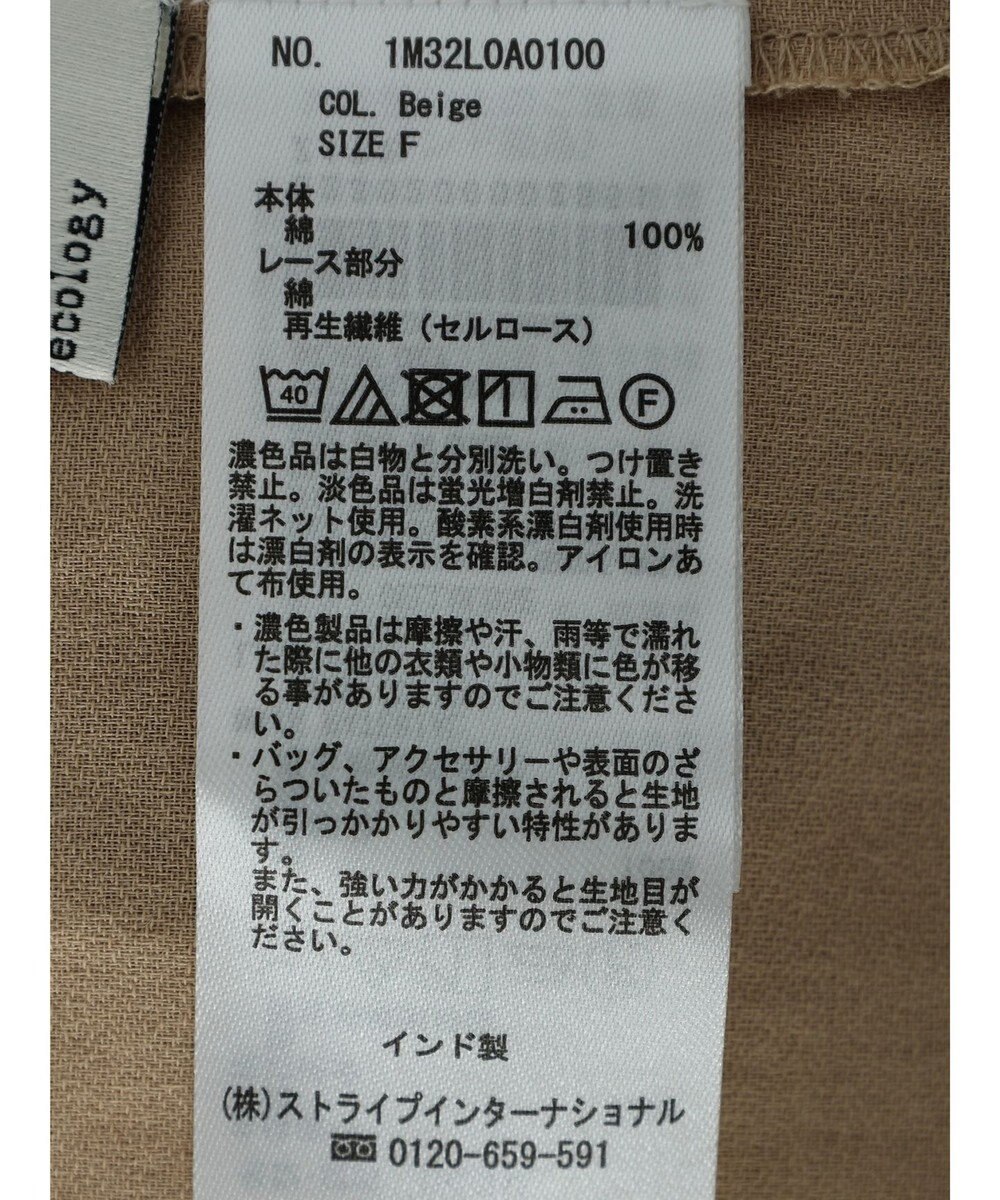 ecology
NO. 1M32L0A0100
COL. Beige
SIZE F
本体
綿 100%
レース部分
綿
再生繊維(セルロース)
40
F
濃色品は白物と分別洗い。つけ置き
禁止。淡色品は蛍光増白剤禁止。洗
濯ネット使用。酸素系漂白剤使用時
は漂白剤の表示を確認。アイロンあ
て布使用。
・濃色製品は摩擦や汗、雨等で濡れ
た際に他の衣類や小物類に色が移
る事がありますのでご注意くださ
い。
・バッグ、アクセサリーや表面のざ
らついたものと摩擦されると生地
が引っかかりやすい特性がありま
す。
また、強い力がかかると生地目が
開くことがありますのでご注意く
ださい。
インド製
(株)ストライプインターナショナル
0120-659-591